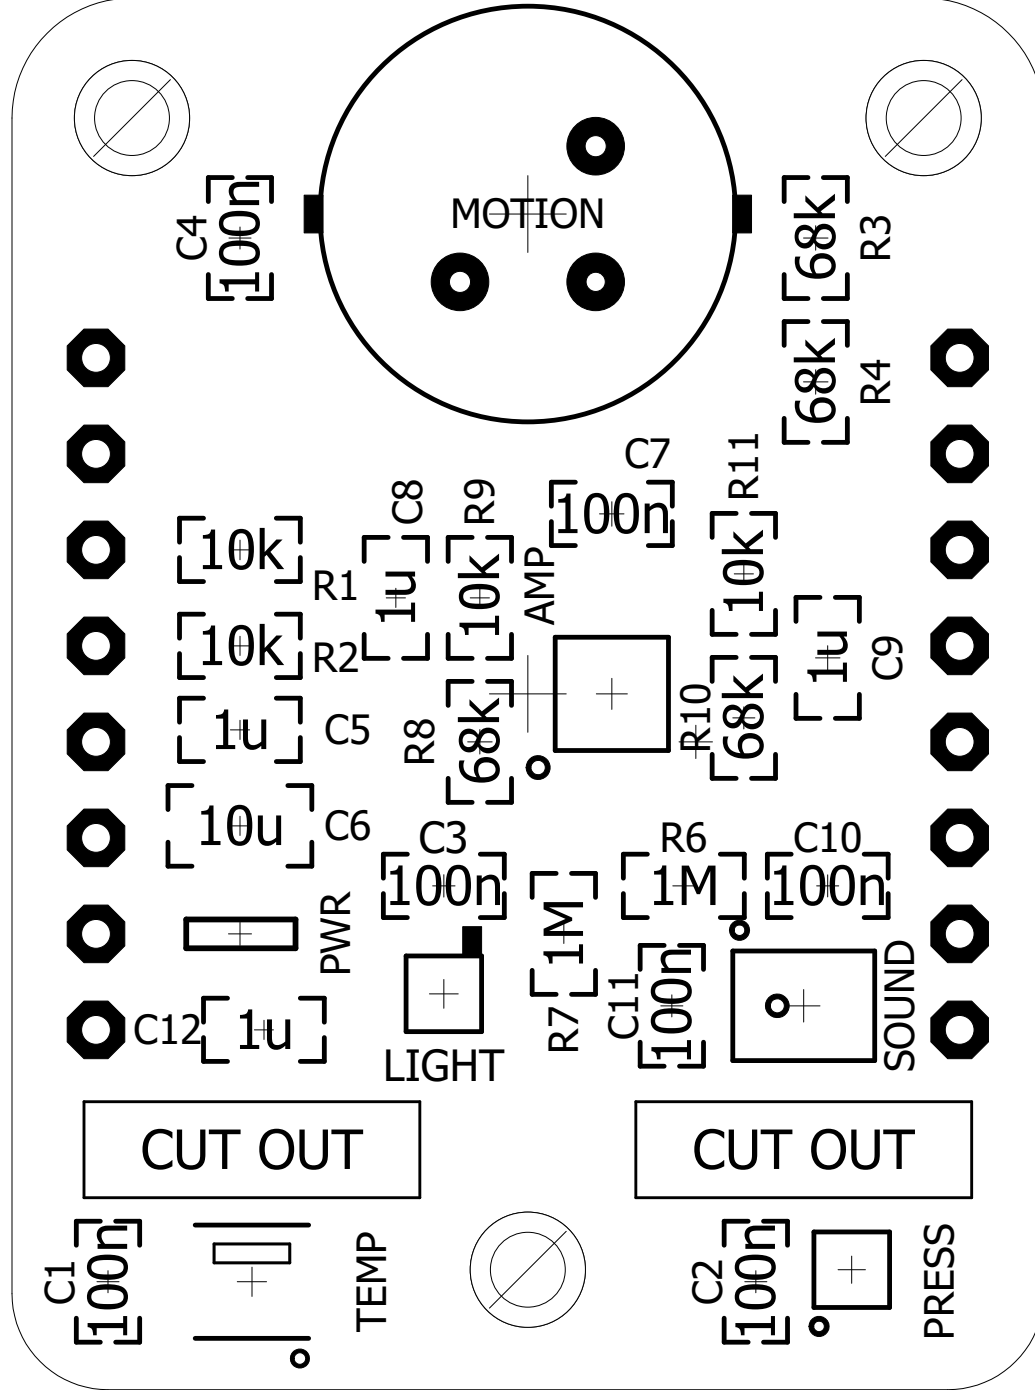 MOTION
C4
100n
68k
R3
68k
R4
C7
100n
R11
10k
10k
R1
C8
1u
R9
10k
AMP
10k
R2
1u
C9
1u
C5
R8
68k
R10
68k
10u
C6
C3
100n
R6
1M
C10
100n
PWR
1M
R7
C11
100n
SOUND
C12
1u
LIGHT
CUT OUT
CUT OUT
C1
100n
TEMP
C2
100n
PRESS